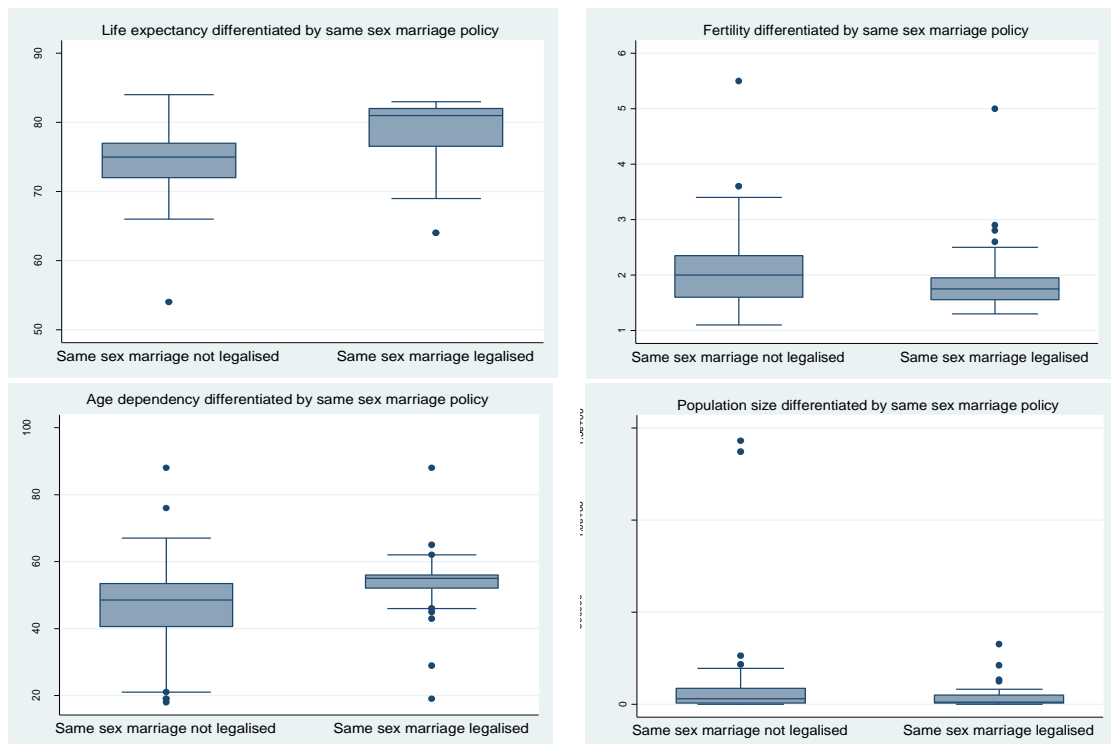 Life expectancy differentiated by same sex marriage policy
90
80
70
60
50
Same sex marriage not legalised Same sex marriage legalised
Fertility differentiated by same sex marriage policy
6
5
4
3
2
1
Same sex marriage not legalised Same sex marriage legalised
Age dependency differentiated by same sex marriage policy
100
80
60
40
20
Same sex marriage not legalised Same sex marriage legalised
Population size differentiated by same sex marriage policy
0
Same sex marriage not legalised Same sex marriage legalised